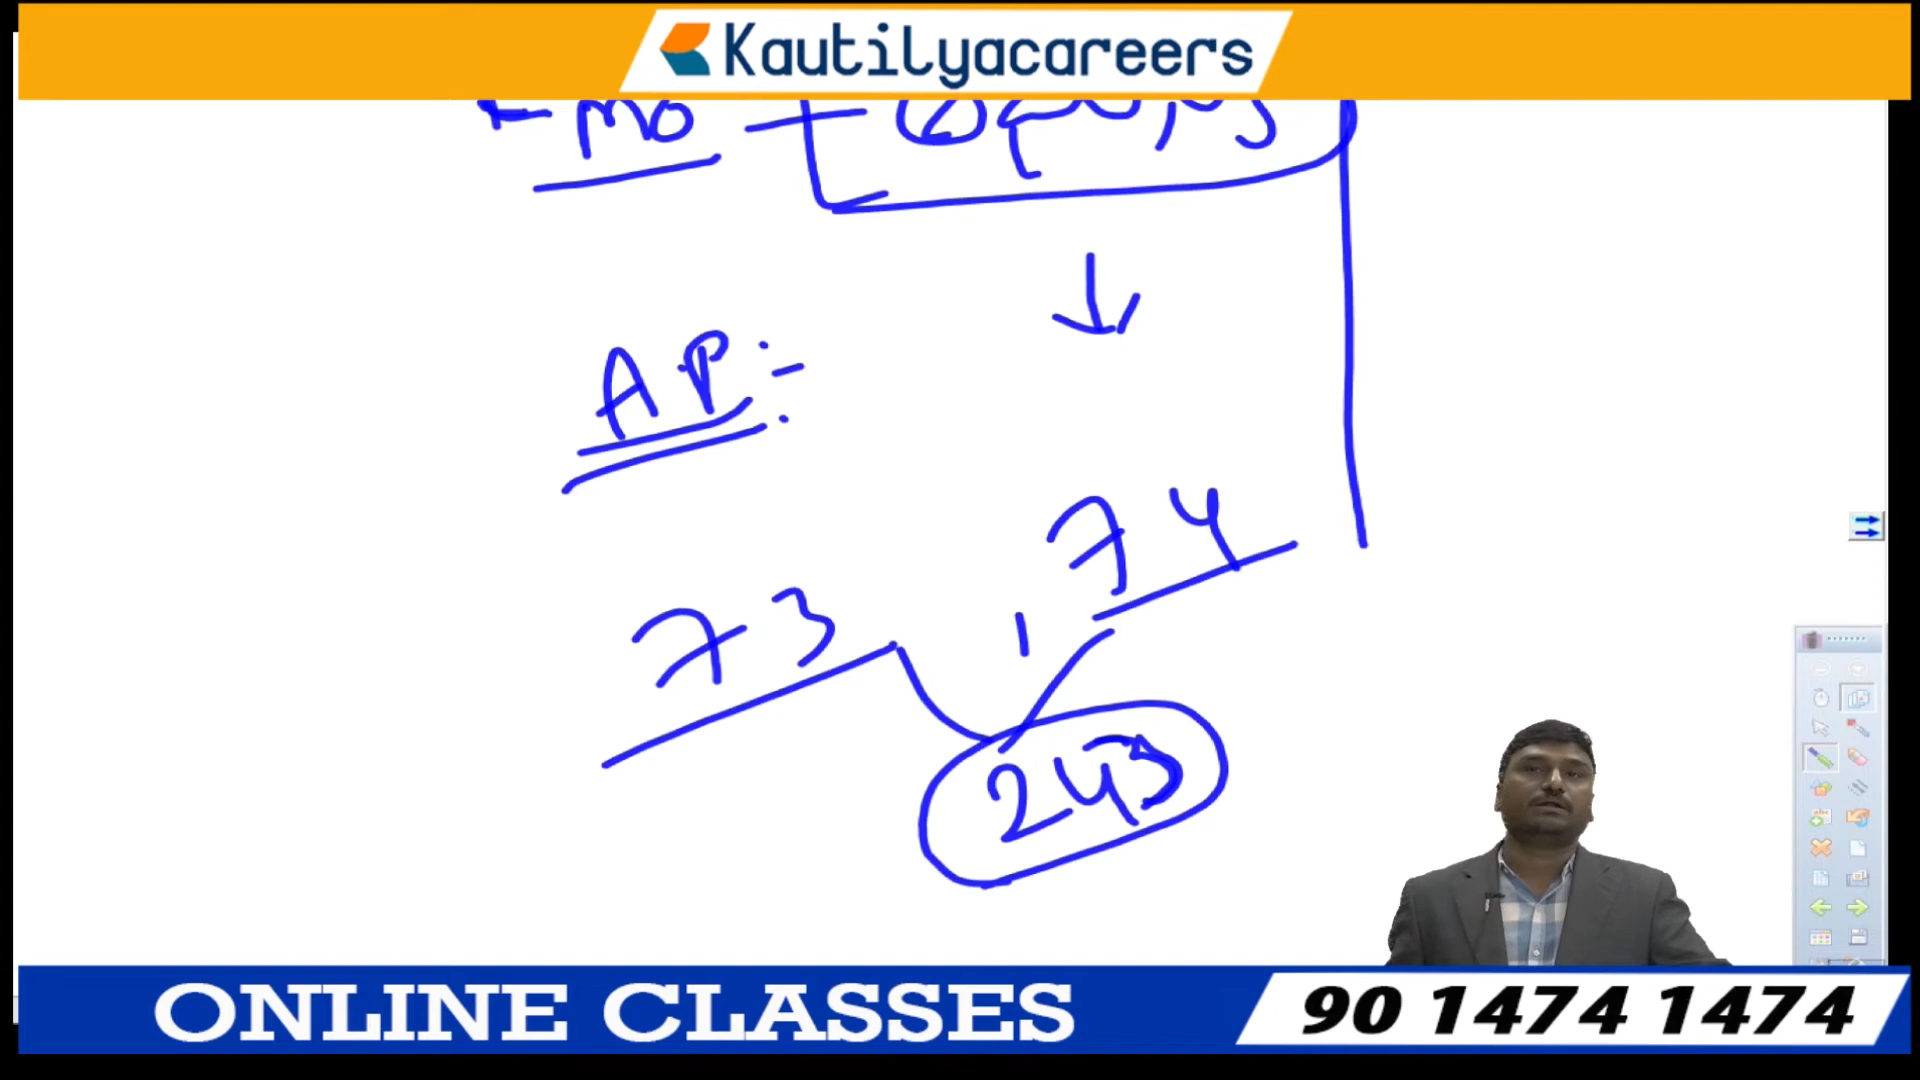 Kautilyacareers
AP:-
73, 74
243
ONLINE CLASSES
90 1474 1474